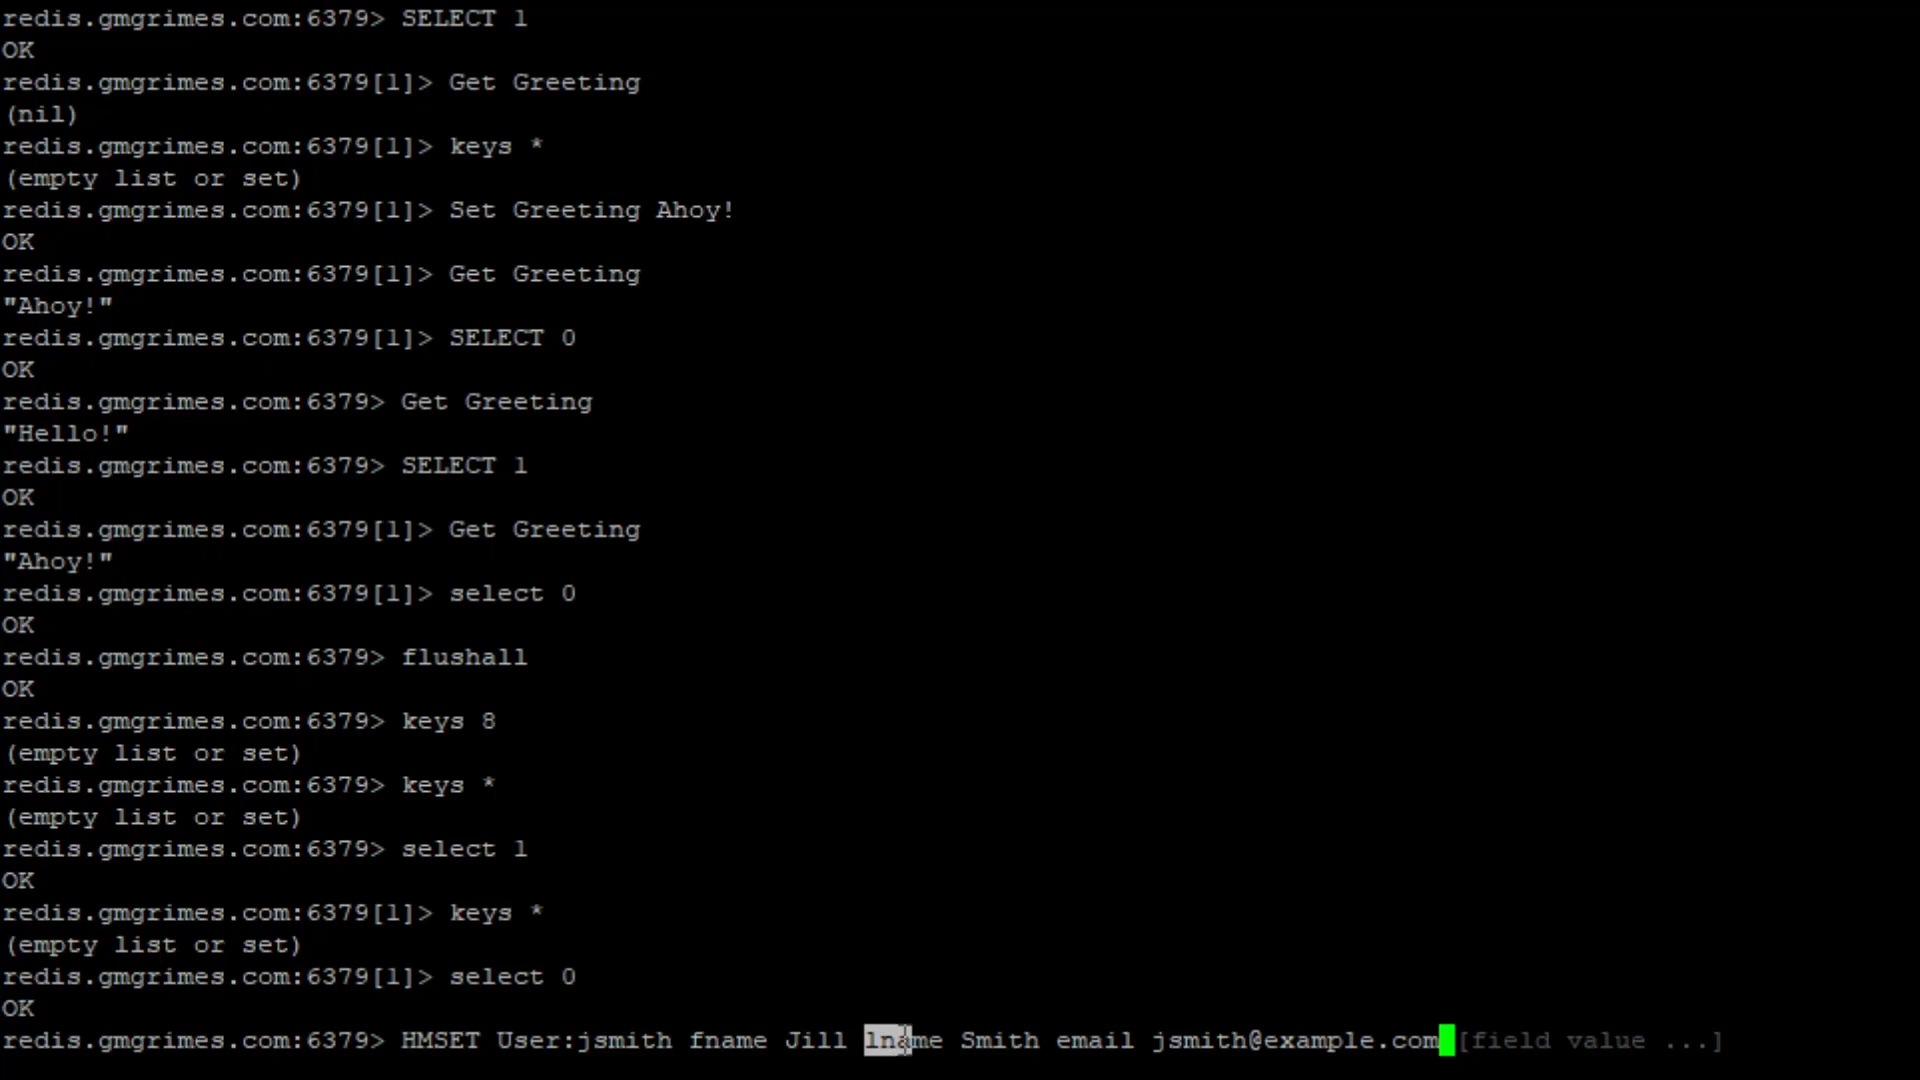 redis.gmgrimes.com:6379> SELECT 1
OK
redis.gmgrimes.com:6379[1]> Get Greeting
(nil)
redis.gmgrimes.com:6379[1]> keys *
(empty list or set)
redis.gmgrimes.com:6379[1]> Set Greeting Ahoy!
OK
redis.gmgrimes.com:6379[1]> Get Greeting
"Ahoy!"
redis.gmgrimes.com:6379[1]> SELECT 0
OK
redis.gmgrimes.com:6379> Get Greeting
"Hello!"
redis.gmgrimes.com:6379> SELECT 1
OK
redis.gmgrimes.com:6379[1]> Get Greeting
"Ahoy!"
redis.gmgrimes.com:6379[1]> select 0
OK
redis.gmgrimes.com:6379> flushall
OK
redis.gmgrimes.com:6379> keys 8
(empty list or set)
redis.gmgrimes.com:6379> keys *
(empty list or set)
redis.gmgrimes.com:6379> select 1
OK
redis.gmgrimes.com:6379[1]> keys *
(empty list or set)
redis.gmgrimes.com:6379[1]> select 0
OK
redis.gmgrimes.com:6379> HMSET User:jsmith fname Jill lname Smith email jsmith@example.com [field value ...]